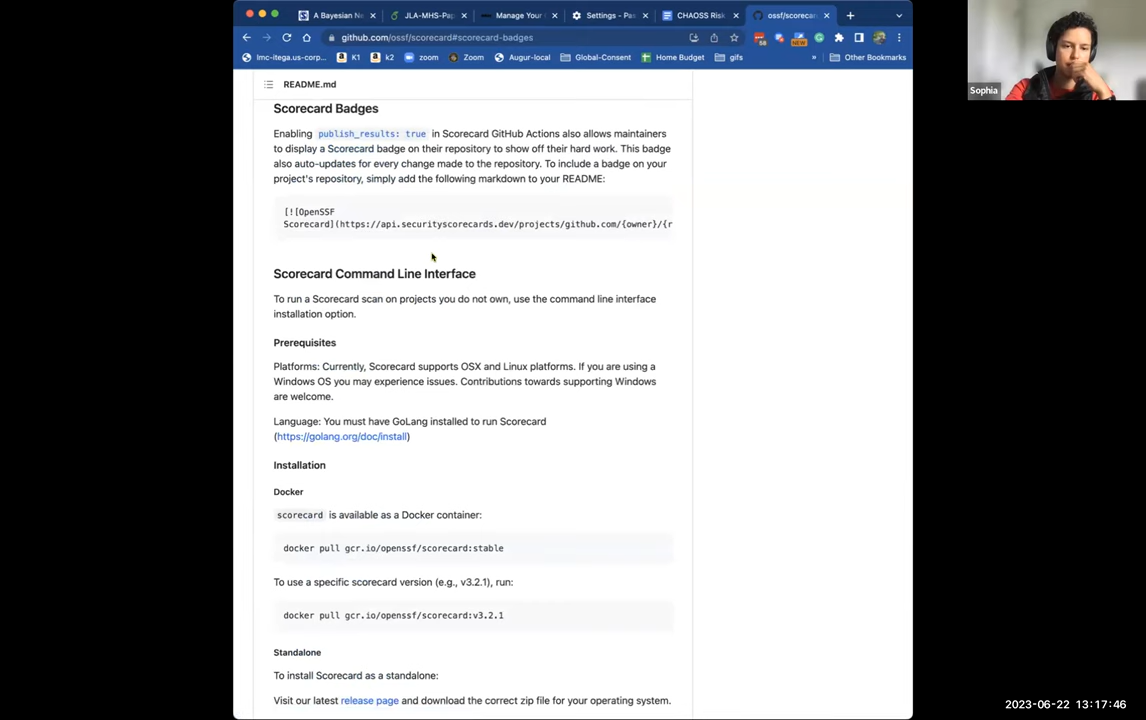 A Bayesian Ne
JLA-MHS-Pap
Manage Your
Settings - Pas
CHAOSS Risk
ossf/scorecar
github.com/ossf/scorecard#scorecard-badges
58
NEW
lmc-itega.us-corp...
K1
k2
zoom
Zoom
Augur-local
Global-Consent
Home Budget
gifs
»
Other Bookmarks
Sophia
README.md
Scorecard Badges
Enabling publish_results: true in Scorecard GitHub Actions also allows maintainers
to display a Scorecard badge on their repository to show off their hard work. This badge
also auto-updates for every change made to the repository. To include a badge on your
project's repository, simply add the following markdown to your README:
[![OpenSSF
Scorecard](https://api.securityscorecards.dev/projects/github.com/{owner}/{r
Scorecard Command Line Interface
To run a Scorecard scan on projects you do not own, use the command line interface
installation option.
Prerequisites
Platforms: Currently, Scorecard supports OSX and Linux platforms. If you are using a
Windows OS you may experience issues. Contributions towards supporting Windows
are welcome.
Language: You must have GoLang installed to run Scorecard
(https://golang.org/doc/install)
Installation
Docker
scorecard is available as a Docker container:
docker pull gcr.io/openssf/scorecard:stable
To use a specific scorecard version (e.g., v3.2.1), run:
docker pull gcr.io/openssf/scorecard:v3.2.1
Standalone
To install Scorecard as a standalone:
Visit our latest release page and download the correct zip file for your operating system.
2023-06-22 13:17:46